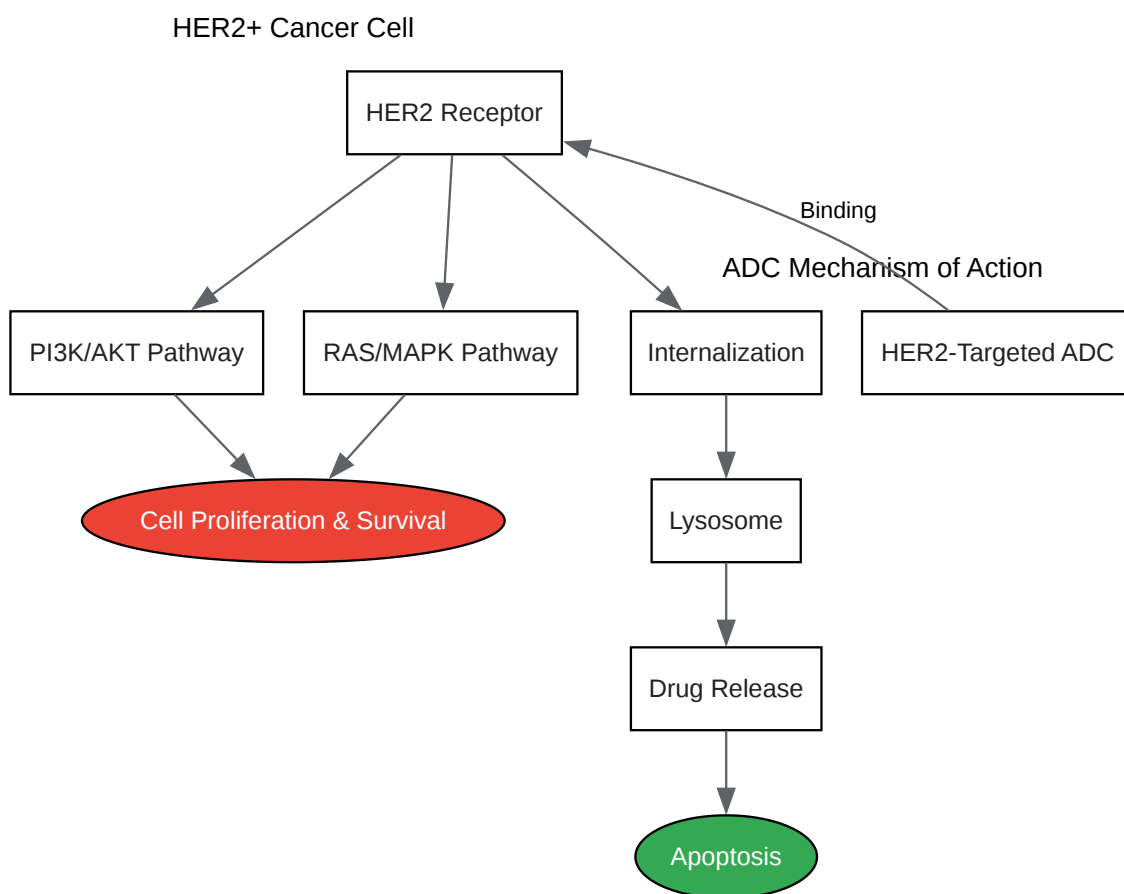 HER2+ Cancer Cell
HER2 Receptor
Binding
ADC Mechanism of Action
PI3K/AKT Pathway
RAS/MAPK Pathway
Internalization
HER2-Targeted ADC
Cell Proliferation & Survival
Lysosome
Drug Release
Apoptosis